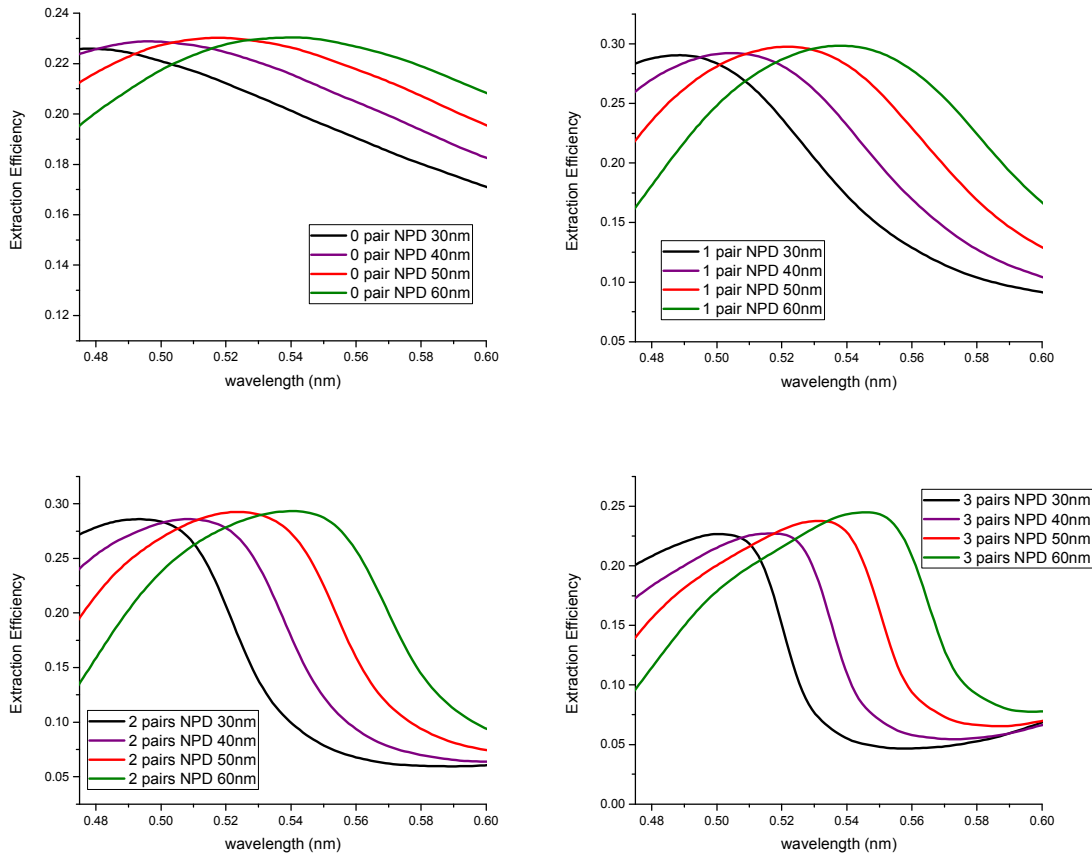 0.24
0.22
0.20
0.18
0.16
0.14
0.12
Extraction Efficiency
0 pair NPD 30nm
0 pair NPD 40nm
0 pair NPD 50nm
0 pair NPD 60nm
0.48 0.50 0.52 0.54 0.56 0.58 0.60
wavelength (nm)
0.30
0.25
0.20
0.15
0.10
0.05
Extraction Efficiency
1 pair NPD 30nm
1 pair NPD 40nm
1 pair NPD 50nm
1 pair NPD 60nm
0.48 0.50 0.52 0.54 0.56 0.58 0.60
wavelength (nm)
0.30
0.25
0.20
0.15
0.10
0.05
Extraction Efficiency
2 pairs NPD 30nm
2 pairs NPD 40nm
2 pairs NPD 50nm
2 pairs NPD 60nm
0.48 0.50 0.52 0.54 0.56 0.58 0.60
wavelength (nm)
0.25
0.20
0.15
0.10
0.05
0.00
Extraction Efficiency
3 pairs NPD 30nm
3 pairs NPD 40nm
3 pairs NPD 50nm
3 pairs NPD 60nm
0.48 0.50 0.52 0.54 0.56 0.58 0.60
wavelength (nm)